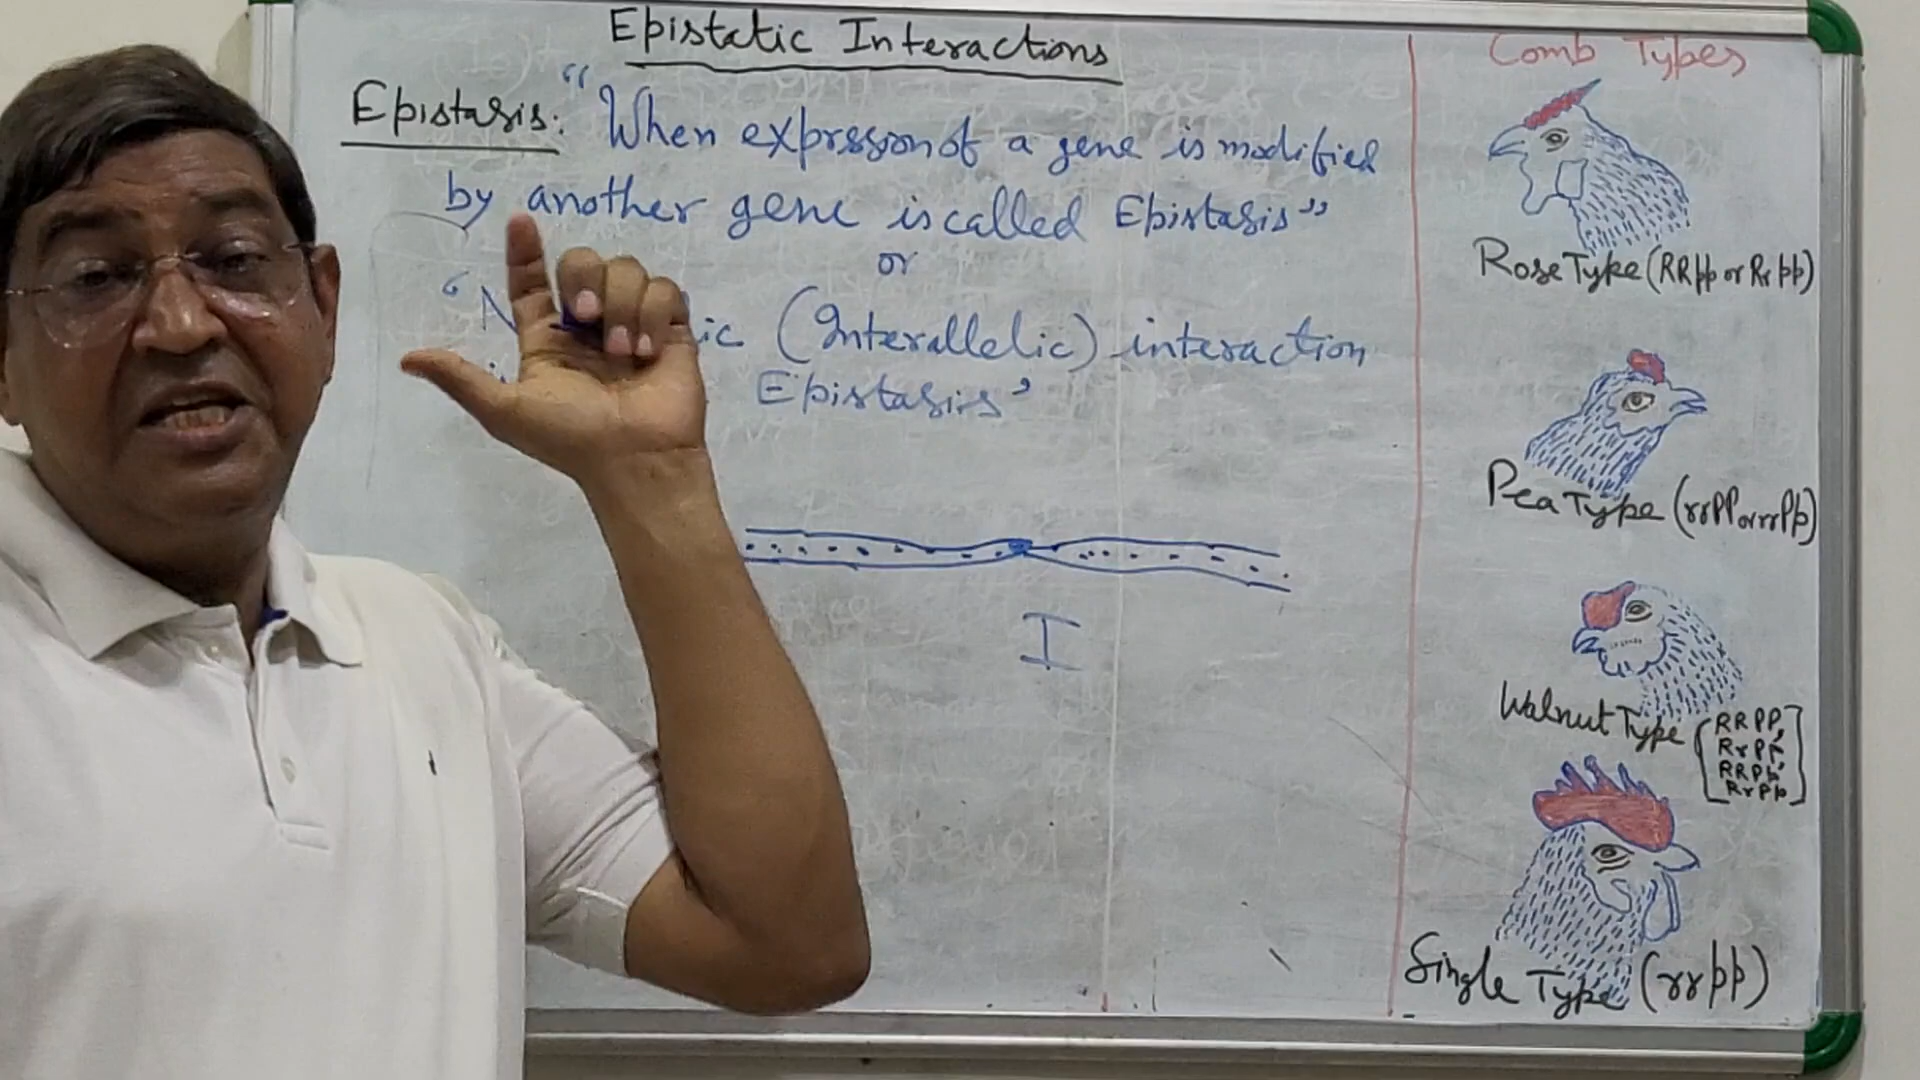 Epistatic Interactions
Epistasis: "When expression of a gene is modified
by another gene is called Epistasis"
or
(Interallelic) interaction
Epistasis'
I
Comb Types
Rose Type (RRpp or Rrpp)
Pea Type (rrPP or rrPp)
Walnut Type
RRPP,
RrPP,
RRPp,
RrPp
Single Type (rrpp)